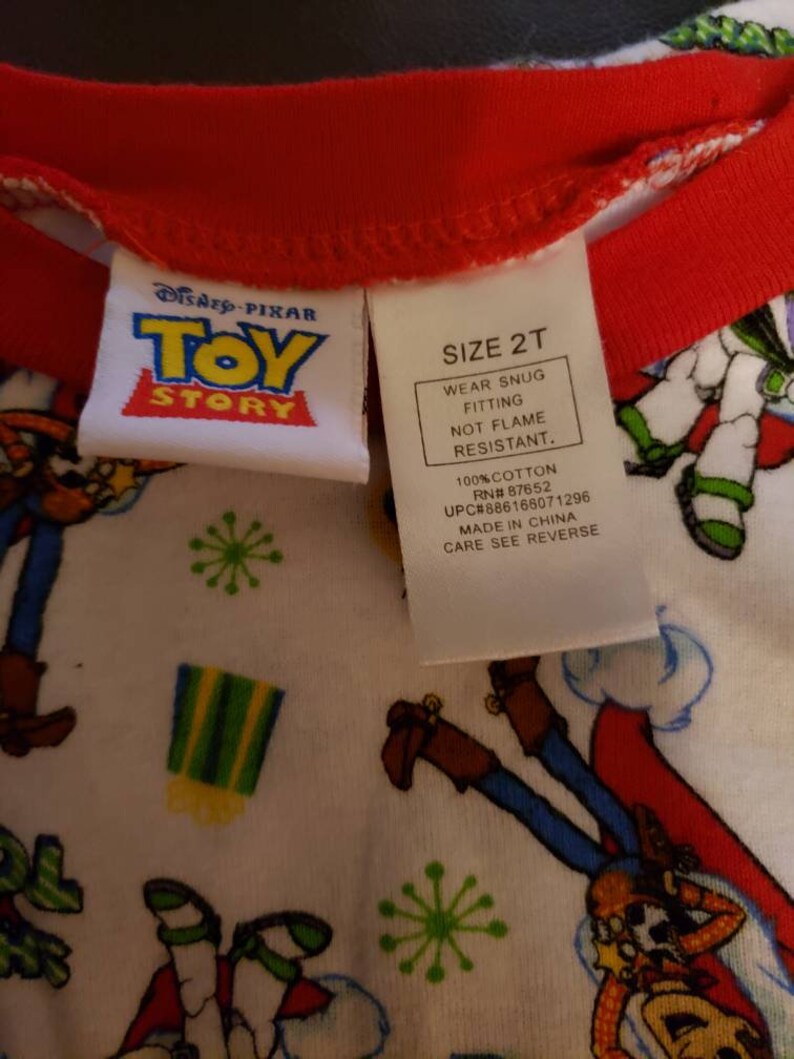 DISNEY·PIXAR
TOY
STORY
SIZE 2T
WEAR SNUG
FITTING
NOT FLAME
RESISTANT.
100%COTTON
RN# 87652
UPC#886166071296
MADE IN CHINA
CARE SEE REVERSE